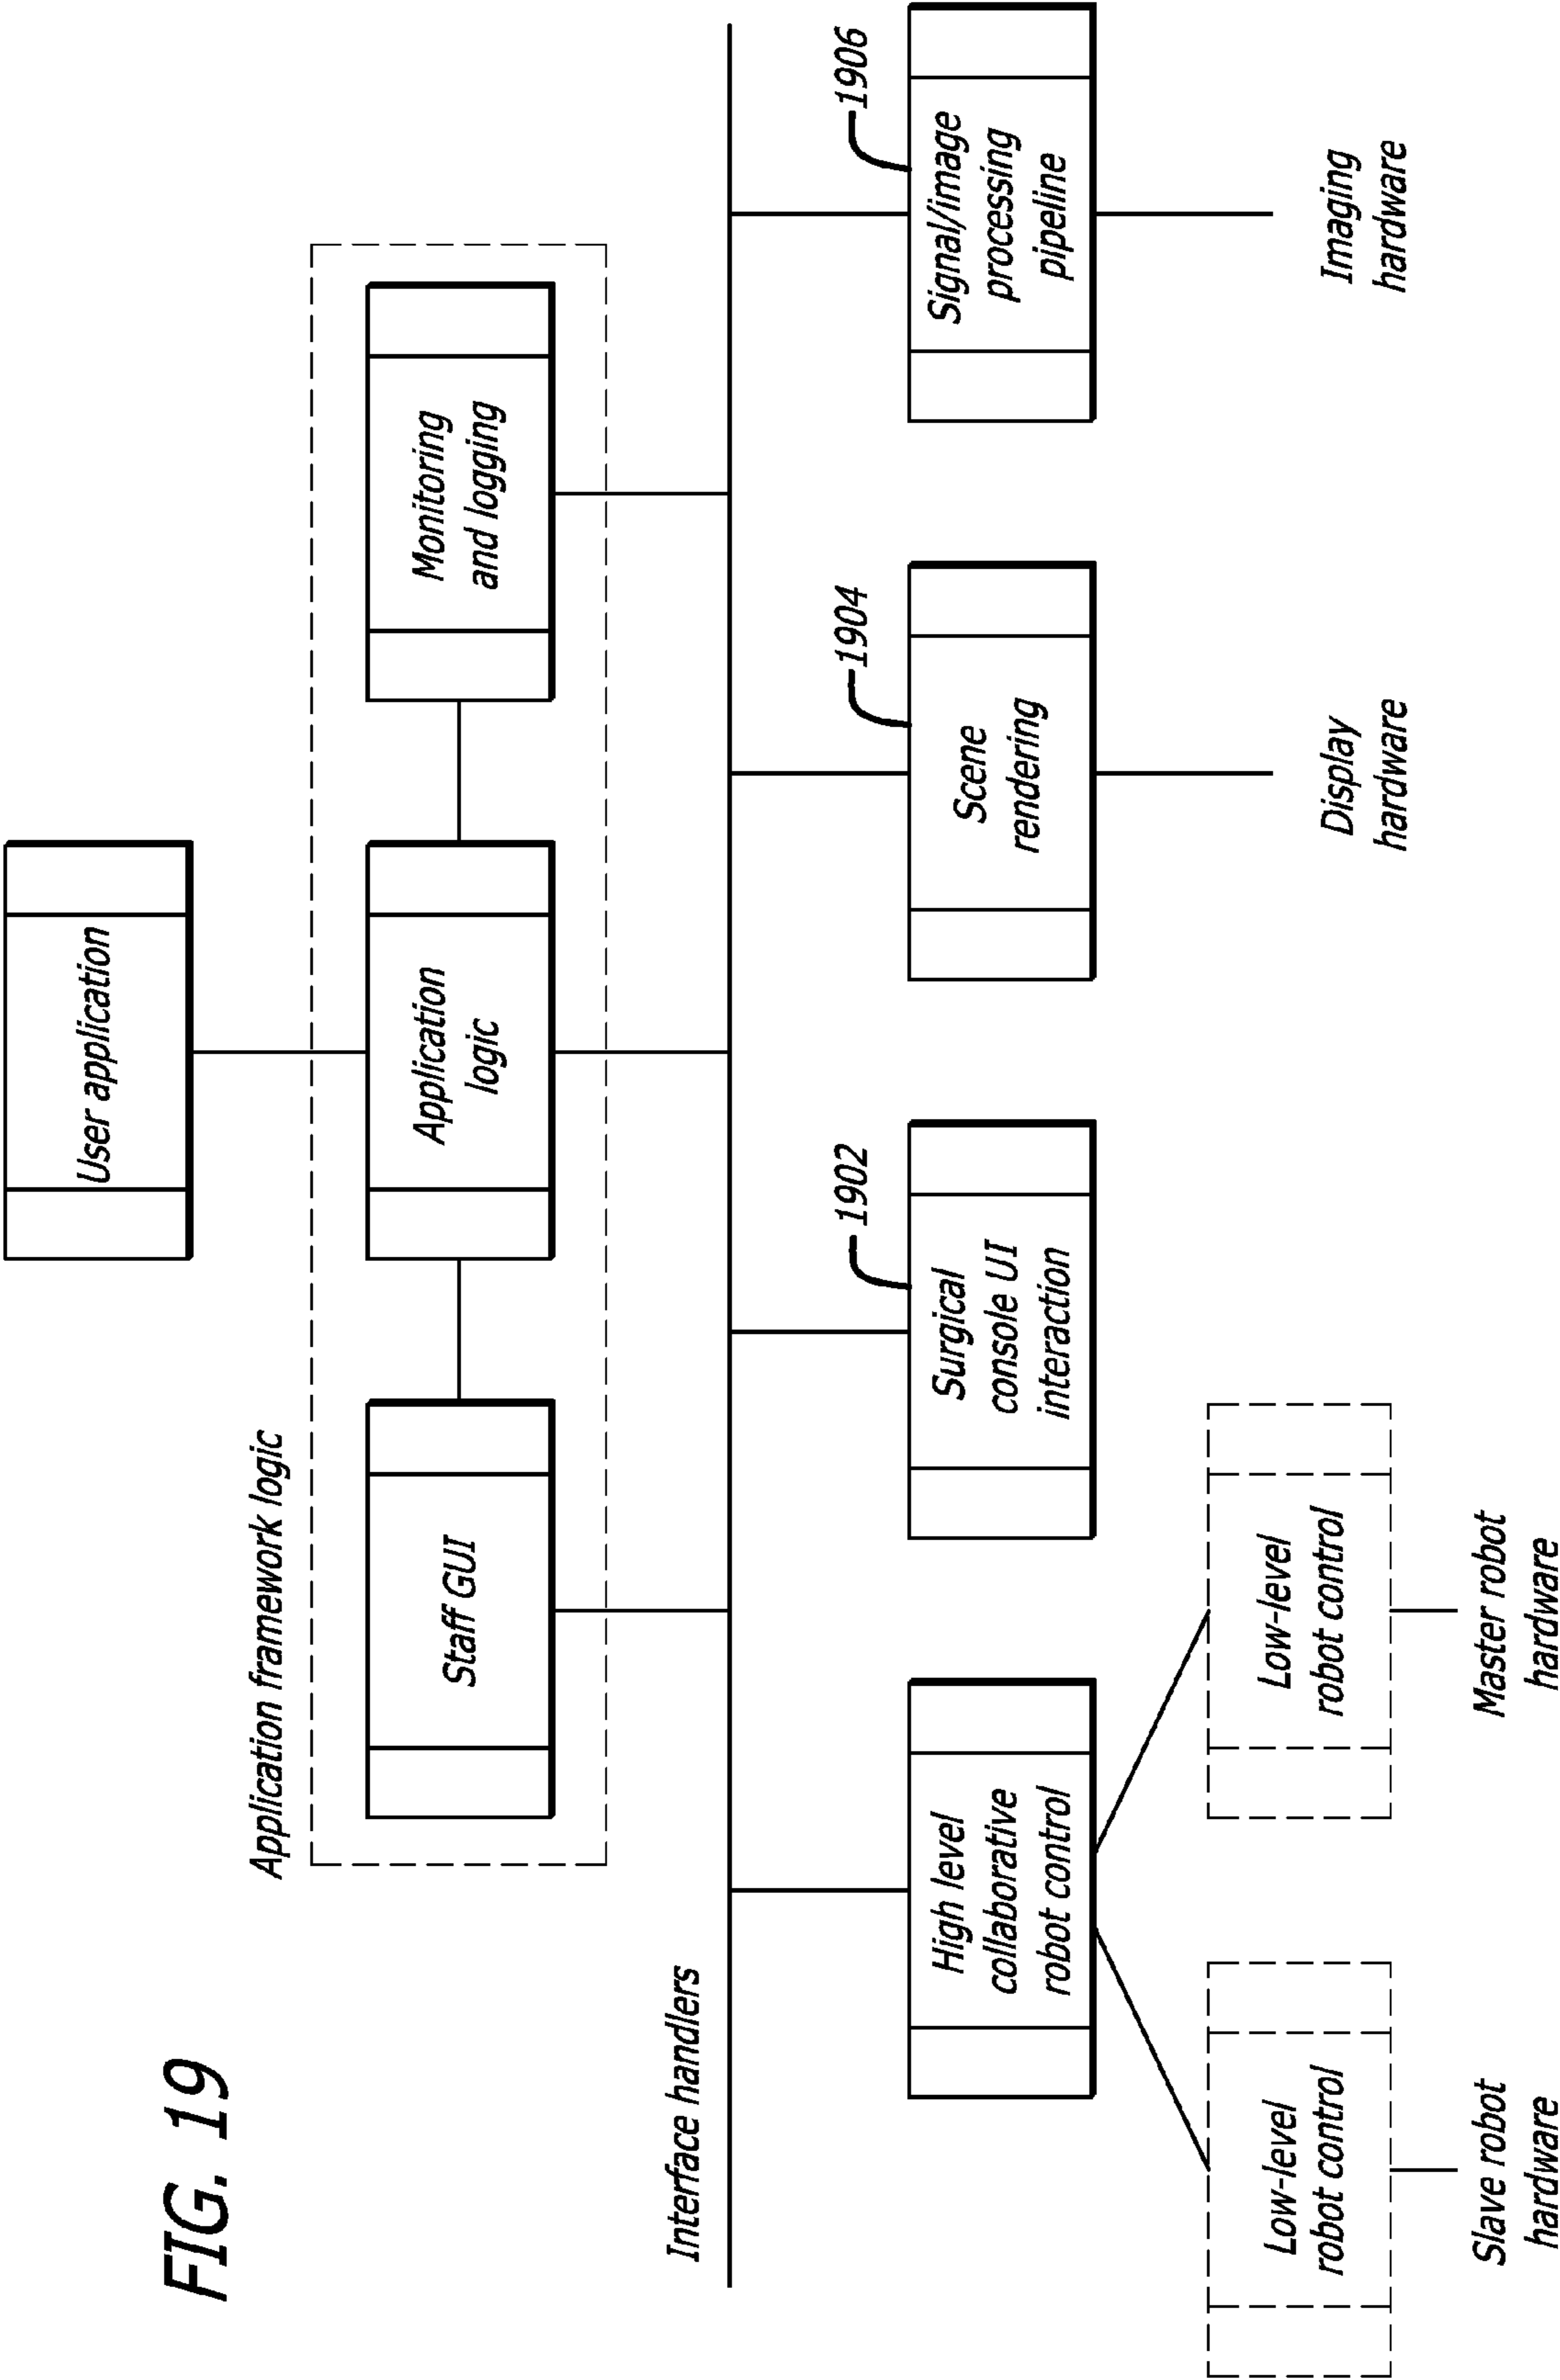 FIG. 19
User application
Application framework logic
Staff GUI
Application
logic
Monitoring
and logging
Interface handlers
High level
collaborative
robot control
1902
Surgical
console UI
interaction
1904
Scene
rendering
1906
Signal/image
processing
pipeline
Low-level
robot control
Low-level
robot control
Slave robot
hardware
Master robot
hardware
Display
hardware
Imaging
hardware